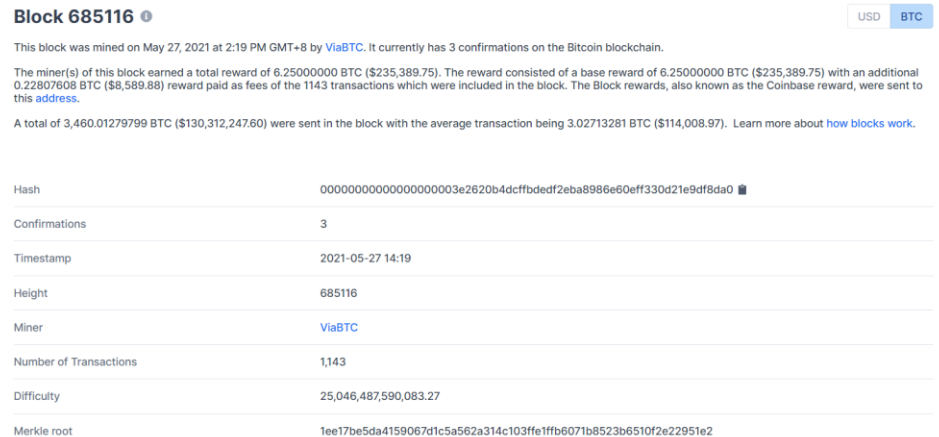 Block 685116
USD BTC
This block was mined on May 27, 2021 at 2:19 PM GMT+8 by ViaBTC. It currently has 3 confirmations on the Bitcoin blockchain.
The miner(s) of this block earned a total reward of 6.25000000 BTC ($235,389.75). The reward consisted of a base reward of 6.25000000 BTC ($235,389.75) with an additional
0.22807608 BTC ($8,589.88) reward paid as fees of the 1143 transactions which were included in the block. The Block rewards, also known as the Coinbase reward, were sent to
this address.
A total of 3,460.01279799 BTC ($130,312,247.60) were sent in the block with the average transaction being 3.02713281 BTC ($114,008.97). Learn more about how blocks work.
Hash 00000000000000000003e2620b4dcffbdedf2eba8986e60eff330d21e9df8da0
Confirmations 3
Timestamp 2021-05-27 14:19
Height 685116
Miner ViaBTC
Number of Transactions 1,143
Difficulty 25,046,487,590,083.27
Merkle root 1ee17be5da4159067d1c5a562a314c103ffe1ffb6071b8523b6510f2e22951e2